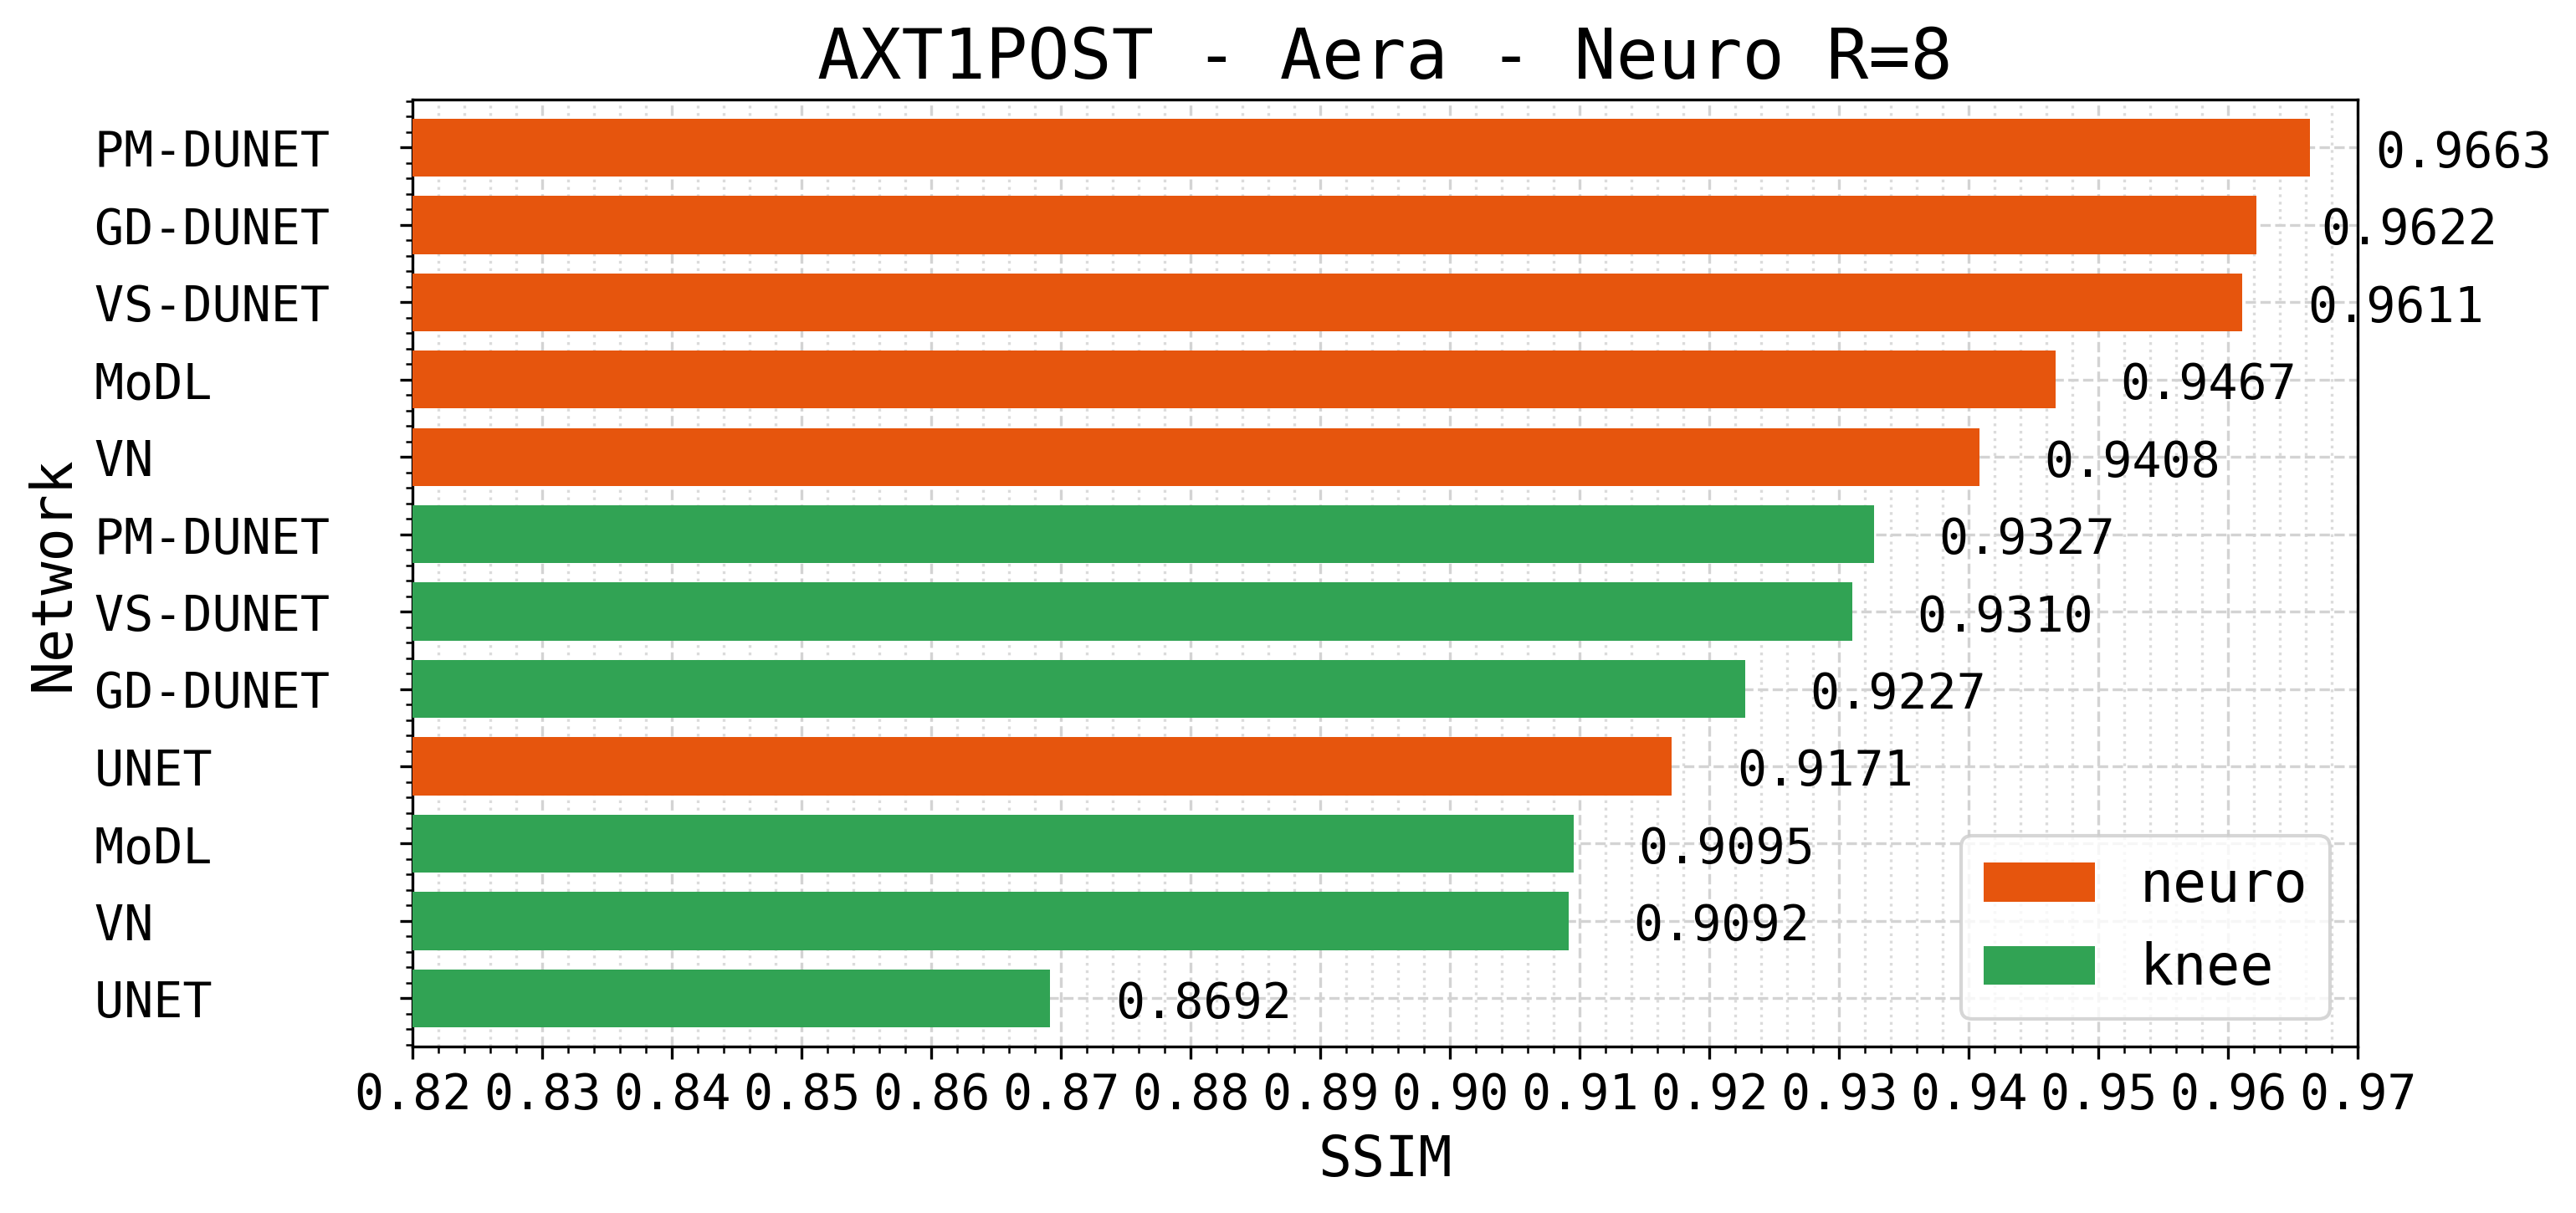 AXT1POST - Aera - Neuro R=8
Network
PM-DUNET 0.9663
GD-DUNET 0.9622
VS-DUNET 0.9611
MoDL 0.9467
VN 0.9408
PM-DUNET 0.9327
VS-DUNET 0.9310
GD-DUNET 0.9227
UNET 0.9171
MoDL 0.9095
VN 0.9092
UNET 0.8692
neuro
knee
0.82 0.83 0.84 0.85 0.86 0.87 0.88 0.89 0.90 0.91 0.92 0.93 0.94 0.95 0.96 0.97
SSIM